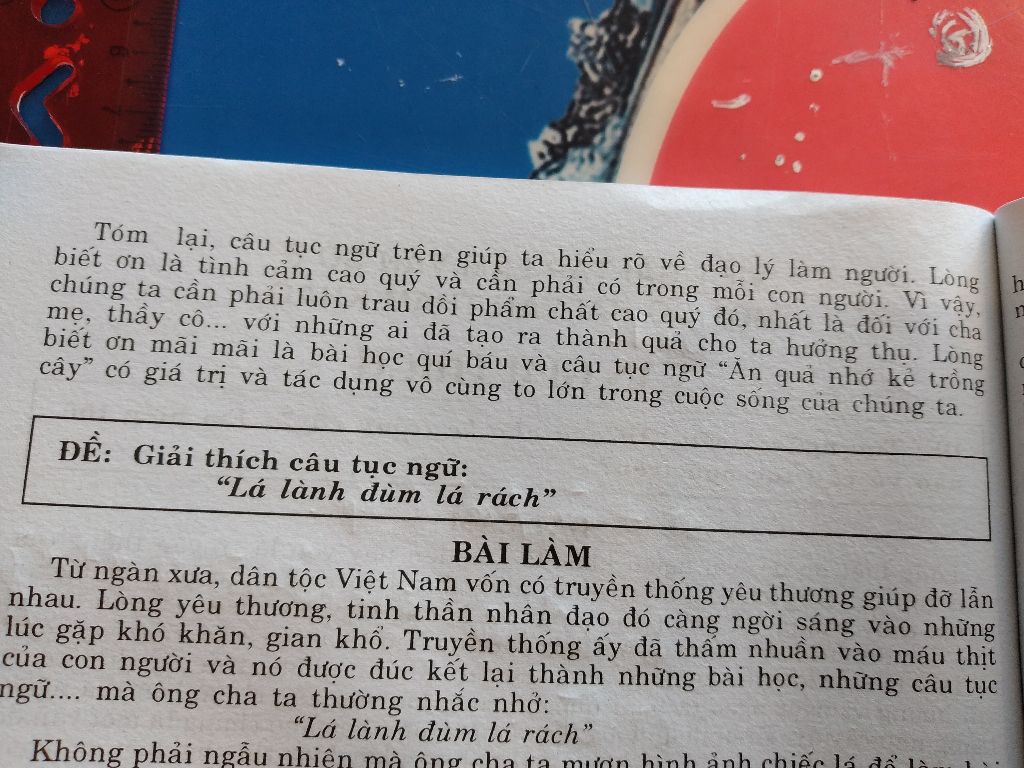 Tóm lại, câu tục ngữ trên giúp ta hiểu rõ về đạo lý làm người. Lòng
biết ơn là tình cảm cao quý và cần phải có trong mỗi con người. Vì vậy,
chúng ta cần phải luôn trau dồi phẩm chất cao quý đó, nhất là đối với cha
mẹ, thầy cô... với những ai đã tạo ra thành quả cho ta hưởng thụ. Lòng
biết ơn mãi mãi là bài học quí báu và câu tục ngữ “Ăn quả nhớ kẻ trồng
cây” có giá trị và tác dụng vô cùng to lớn trong cuộc sống của chúng ta.
ĐỀ: Giải thích câu tục ngữ:
“Lá lành đùm lá rách”
BÀI LÀM
Từ ngàn xưa, dân tộc Việt Nam vốn có truyền thống yêu thương giúp đỡ lẫn
nhau. Lòng yêu thương, tinh thần nhân đạo đó càng ngời sáng vào những
lúc gặp khó khăn, gian khổ. Truyền thống ấy đã thấm nhuần vào máu thịt
của con người và nó được đúc kết lại thành những bài học, những câu tục
ngữ.... mà ông cha ta thường nhắc nhở:
“Lá lành đùm lá rách”
Không phải ngẫu nhiên mà ông cha ta mượn hình ảnh chiếc lá để làm bài